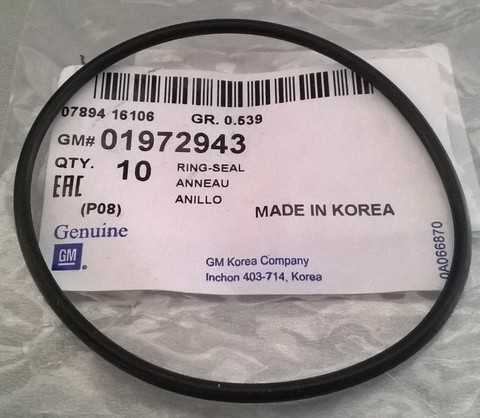 07894 16106 GR. 0.539
GM# 01972943
QTY. 10 RING-SEAL
ANNEAU
ANILLO
EAC
(P08)
MADE IN KOREA
Genuine
GM
GM Korea Company
Inchon 403-714, Korea
0A066870